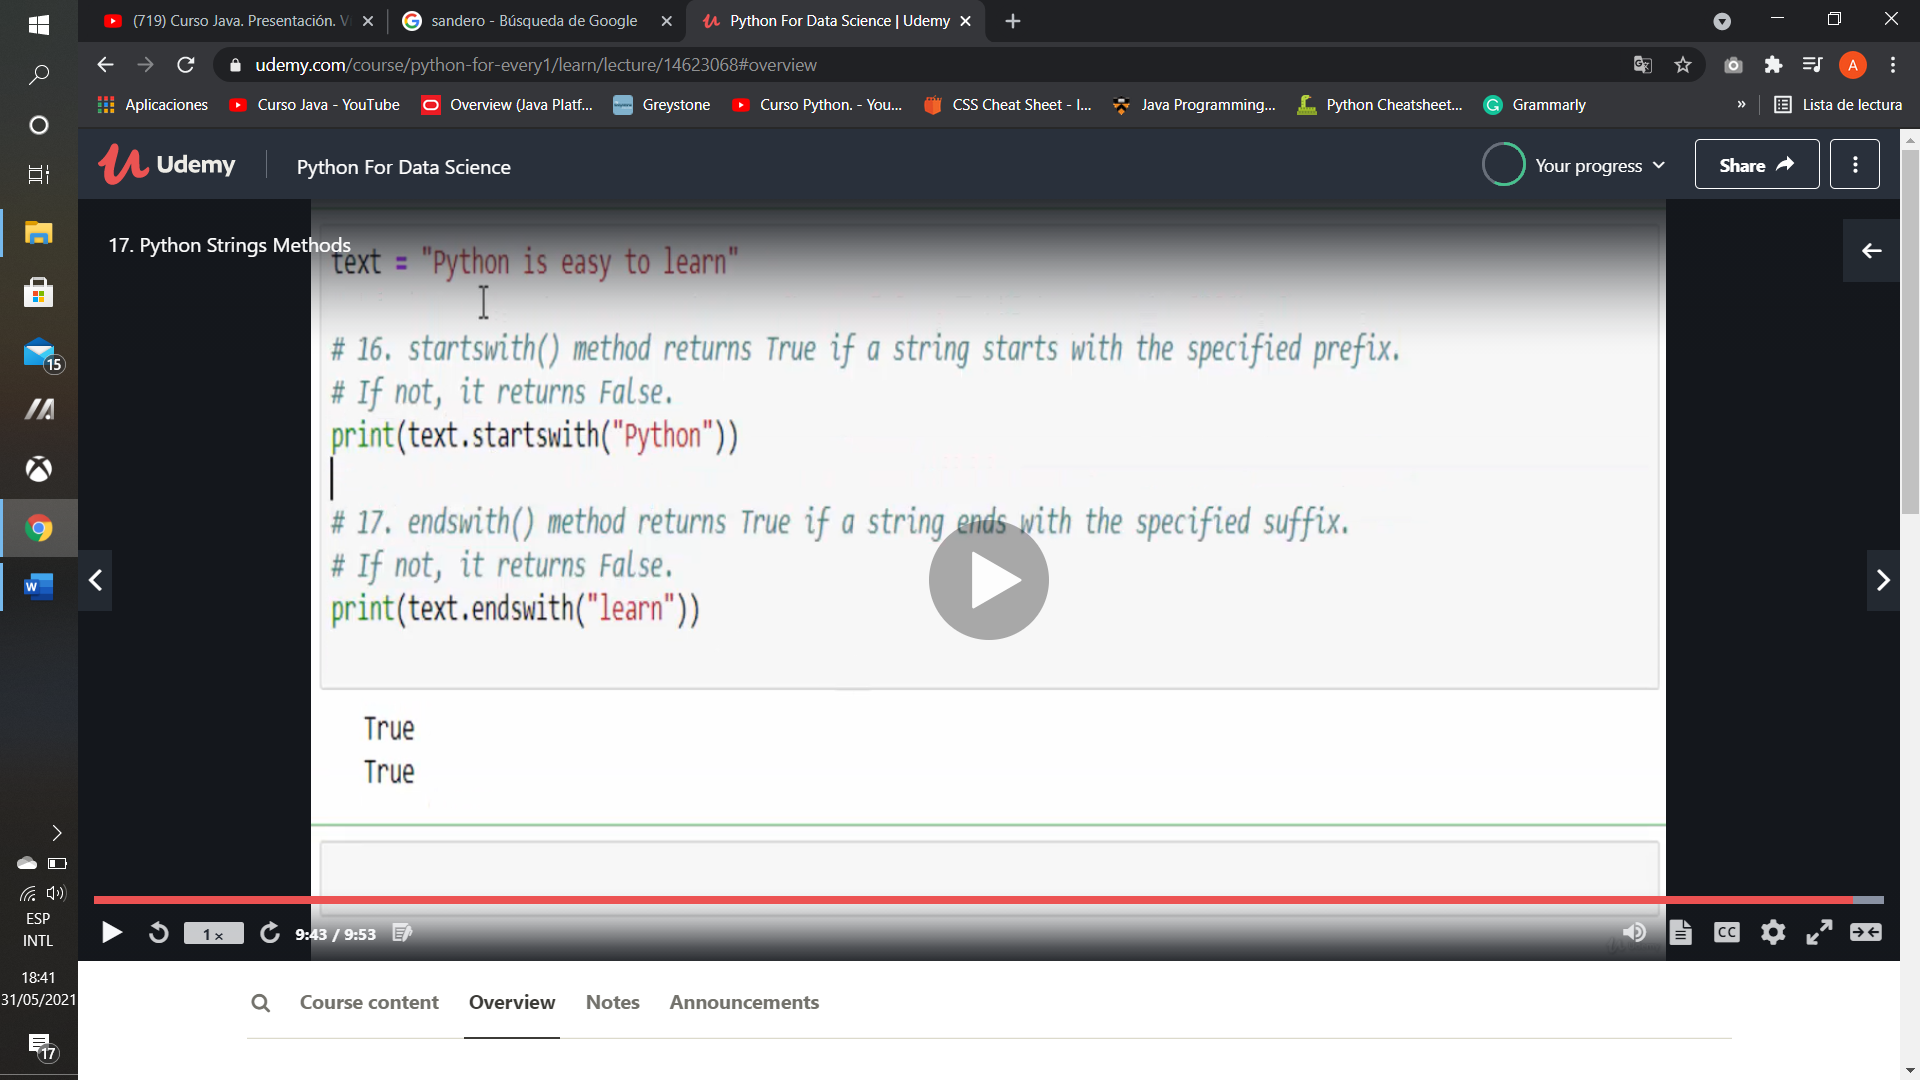 (719) Curso Java. Presentación. V
sandero - Búsqueda de Google
Python For Data Science | Udemy
udemy.com/course/python-for-every1/learn/lecture/14623068#overview
A
Aplicaciones
Curso Java - YouTube
Overview (Java Platf...
Greystone
Curso Python. - You...
CSS Cheat Sheet - I...
Java Programming...
Python Cheatsheet...
Grammarly
»
Lista de lectura
Udemy
Python For Data Science
Your progress
Share
17. Python Strings Methods
text = "Python is easy to learn"
# 16. startswith() method returns True if a string starts with the specified prefix.
# If not, it returns False.
print(text.startswith("Python"))
# 17. endswith() method returns True if a string ends with the specified suffix.
# If not, it returns False.
print(text.endswith("learn"))
True
True
1×
9:43 / 9:53
CC
Course content
Overview
Notes
Announcements
15
W
ESP
INTL
18:41
31/05/2021
17